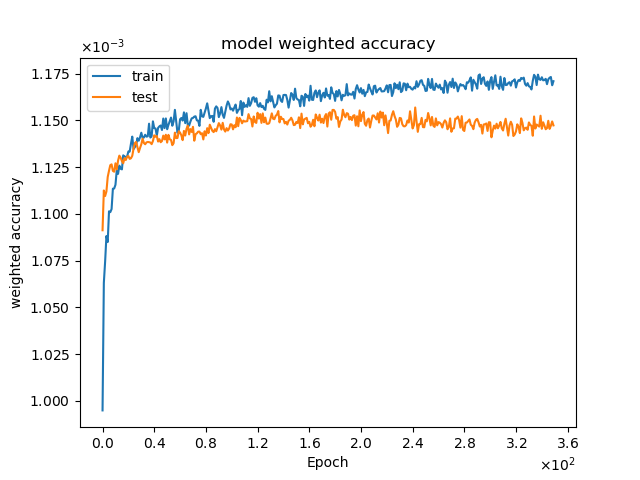 ×10⁻³
model weighted accuracy
train
test
1.175
1.150
1.125
1.100
1.075
1.050
1.025
1.000
weighted accuracy
0.0 0.4 0.8 1.2 1.6 2.0 2.4 2.8 3.2 3.6
Epoch
×10²